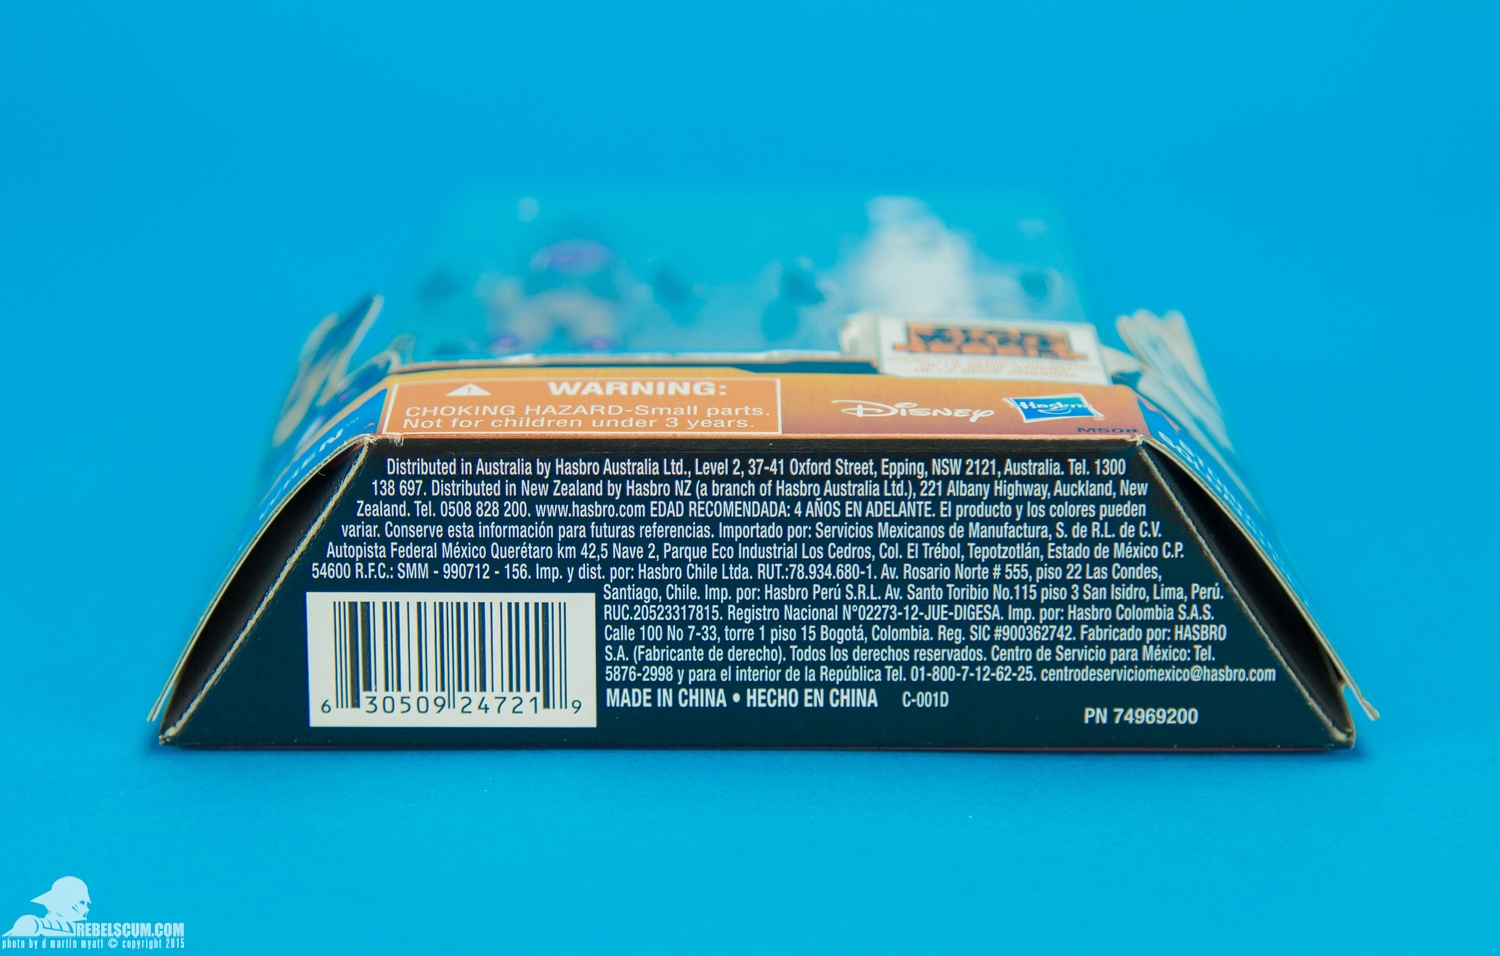 STAR WARS
WARNING:
CHOKING HAZARD-Small parts.
Not for children under 3 years.
Disney
Hasbro
Distributed in Australia by Hasbro Australia Ltd., Level 2, 37-41 Oxford Street, Epping, NSW 2121, Australia. Tel. 1300
138 697. Distributed in New Zealand by Hasbro NZ (a branch of Hasbro Australia Ltd.), 221 Albany Highway, Auckland, New
Zealand. Tel. 0508 828 200. www.hasbro.com EDAD RECOMENDADA: 4 AÑOS EN ADELANTE. El producto y los colores pueden
variar. Conserve esta información para futuras referencias. Importado por: Servicios Mexicanos de Manufactura, S. de R.L. de C.V.
Autopista Federal México Querétaro km 42,5 Nave 2, Parque Eco Industrial Los Cedros, Col. El Trébol, Tepotzotlán, Estado de México C.P.
54600 R.F.C.: SMM - 990712 - 156. Imp. y dist. por: Hasbro Chile Ltda. RUT.:78.934.680-1. Av. Rosario Norte # 555, piso 22 Las Condes,
Santiago, Chile. Imp. por: Hasbro Perú S.R.L. Av. Santo Toribio No.115 piso 3 San Isidro, Lima, Perú.
RUC.20523317815. Registro Nacional N°02273-12-JUE-DIGESA. Imp. por: Hasbro Colombia S.A.S.
Calle 100 No 7-33, torre 1 piso 15 Bogotá, Colombia. Reg. SIC #900362742. Fabricado por: HASBRO
S.A. (Fabricante de derecho). Todos los derechos reservados. Centro de Servicio para México: Tel.
5876-2998 y para el interior de la República Tel. 01-800-7-12-62-25. centrodeserviciomexico@hasbro.com
MADE IN CHINA • HECHO EN CHINA C-001D
PN 74969200
6 30509 24721 9
REBELSCUM.COM
photo by d martin myatt © copyright 2015